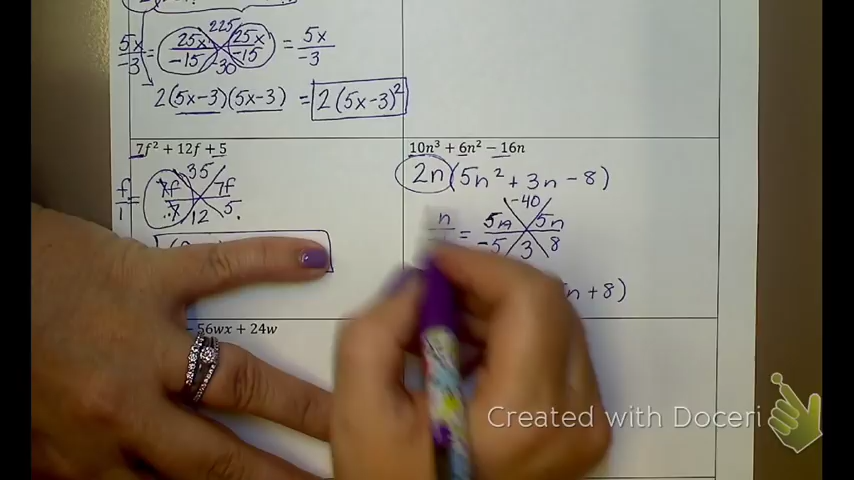 225
5x/-3 = 25x/-15 25x/-15 = 5x/-3
-30
2(5x-3)(5x-3) = 2(5x-3)²
7f² + 12f + 5
35
f/1 = 7f/7 7f/5
12
10n³ + 6n² – 16n
2n(5n² + 3n - 8)
-40
n = 5n/-5 5n/8
3
n + 8)
– 56wx + 24w
Created with Doceri